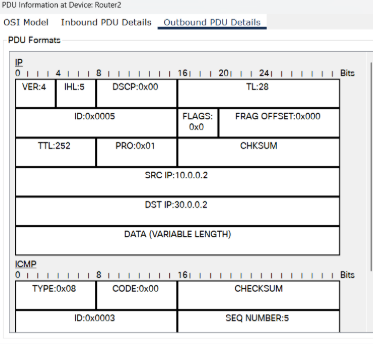 PDU Information at Device: Router2
OSI Model Inbound PDU Details Outbound PDU Details
PDU Formats
IP
0 4 8 16 20 24 Bits
VER:4 IHL:5 DSCP:0x00 TL:28
ID:0x0005 FLAGS: 0x0 FRAG OFFSET:0x000
TTL:252 PRO:0x01 CHKSUM
SRC IP:10.0.0.2
DST IP:30.0.0.2
DATA (VARIABLE LENGTH)
ICMP
0 8 16 Bits
TYPE:0x08 CODE:0x00 CHECKSUM
ID:0x0003 SEQ NUMBER:5